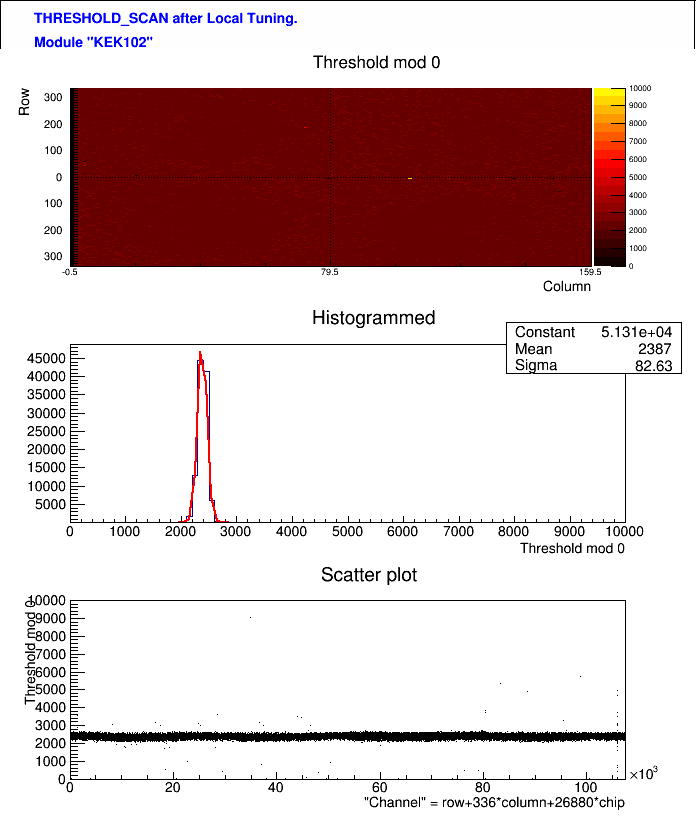 THRESHOLD_SCAN after Local Tuning.
Module "KEK102"
Threshold mod 0
Row
300
200
100
0
100
200
300
-0.5
79.5
159.5
Column
10000
9000
8000
7000
6000
5000
4000
3000
2000
1000
0
Histogrammed
Constant 5.131e+04
Mean 2387
Sigma 82.63
45000
40000
35000
30000
25000
20000
15000
10000
5000
0 1000 2000 3000 4000 5000 6000 7000 8000 9000 10000
Threshold mod 0
Scatter plot
Threshold mod 0
10000
9000
8000
7000
6000
5000
4000
3000
2000
1000
0
0 20 40 60 80 100
×10³
"Channel" = row+336*column+26880*chip